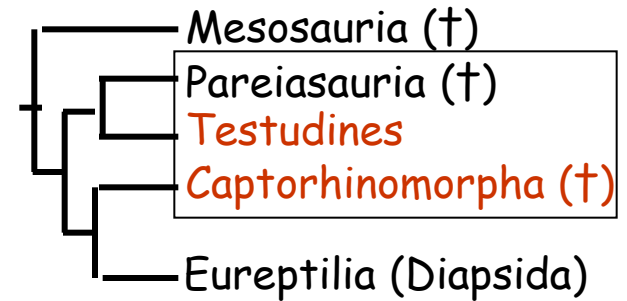 Mesosauria (†)
Pareiasauria (†)
Testudines
Captorhinomorpha (†)
Eureptilia (Diapsida)